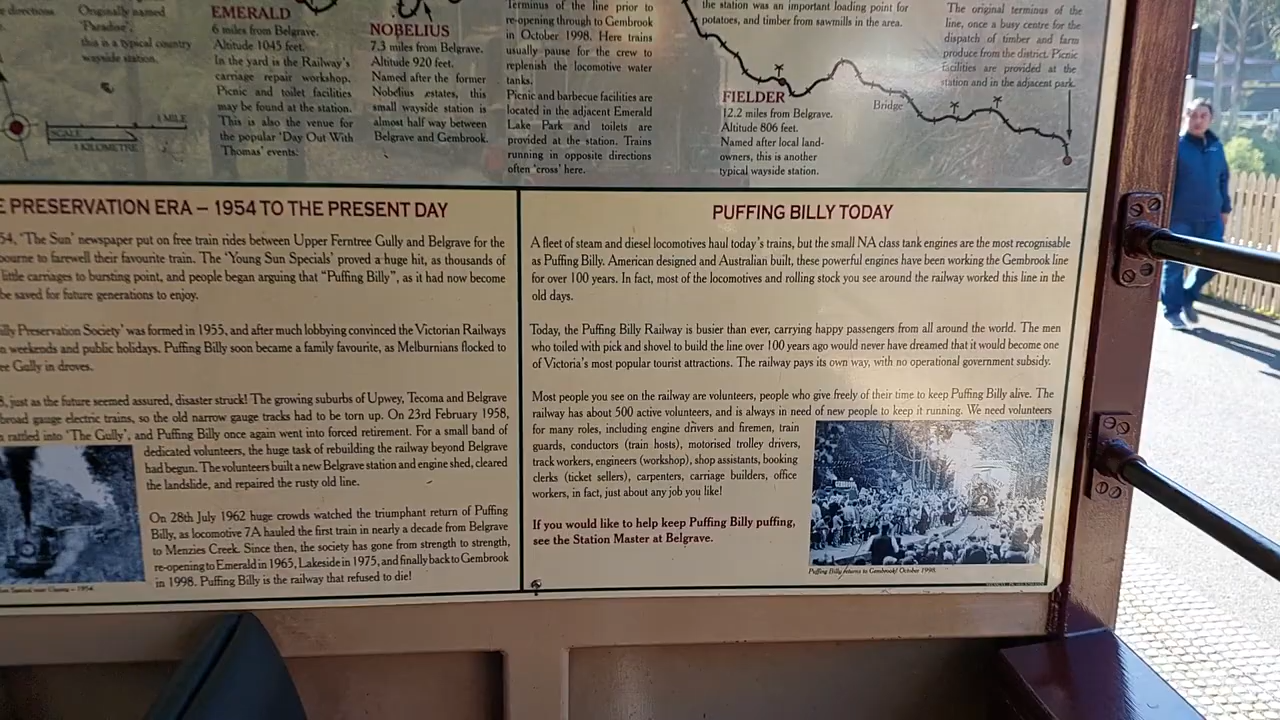 directions.
Originally named
'Paradise',
this is a typical country
wayside station.
EMERALD
6 miles from Belgrave.
Altitude 1045 feet.
In the yard is the Railway's
carriage repair workshop.
Picnic and toilet facilities
may be found at the station.
This is also the venue for
the popular 'Day Out With
Thomas' events.
NOBELIUS
7.3 miles from Belgrave.
Altitude 920 feet.
Named after the former
Nobelius estates, this
small wayside station is
almost half way between
Belgrave and Gembrook.
Terminus of the line prior to
re-opening through to Gembrook
in October 1998. Here trains
usually pause for the crew to
replenish the locomotive water
tanks.
Picnic and barbecue facilities are
located in the adjacent Emerald
Lake Park and toilets are
provided at the station. Trains
running in opposite directions
often 'cross' here.
the station was an important loading point for
potatoes, and timber from sawmills in the area.
FIELDER
12.2 miles from Belgrave.
Altitude 806 feet.
Named after local land-
owners, this is another
typical wayside station.
Bridge
The original terminus of the
line, once a busy centre for the
dispatch of timber and farm
produce from the district. Picnic
facilities are provided at the
station and in the adjacent park.
SCALE
1 MILE
1 KILOMETRE
E PRESERVATION ERA – 1954 TO THE PRESENT DAY
54, 'The Sun' newspaper put on free train rides between Upper Ferntree Gully and Belgrave for the
bourne to farewell their favourite train. The 'Young Sun Specials' proved a huge hit, as thousands of
little carriages to bursting point, and people began arguing that "Puffing Billy", as it had now become
be saved for future generations to enjoy.
illy Preservation Society' was formed in 1955, and after much lobbying convinced the Victorian Railways
n weekends and public holidays. Puffing Billy soon became a family favourite, as Melburnians flocked to
ee Gully in droves.
8, just as the future seemed assured, disaster struck! The growing suburbs of Upwey, Tecoma and Belgrave
broad gauge electric trains, so the old narrow gauge tracks had to be torn up. On 23rd February 1958,
n rattled into 'The Gully', and Puffing Billy once again went into forced retirement. For a small band of
dedicated volunteers, the huge task of rebuilding the railway beyond Belgrave
had begun. The volunteers built a new Belgrave station and engine shed, cleared
the landslide, and repaired the rusty old line.
On 28th July 1962 huge crowds watched the triumphant return of Puffing
Billy, as locomotive 7A hauled the first train in nearly a decade from Belgrave
to Menzies Creek. Since then, the society has gone from strength to strength,
re-opening to Emerald in 1965, Lakeside in 1975, and finally back to Gembrook
in 1998. Puffing Billy is the railway that refused to die!
PUFFING BILLY TODAY
A fleet of steam and diesel locomotives haul today's trains, but the small NA class tank engines are the most recognisable
as Puffing Billy. American designed and Australian built, these powerful engines have been working the Gembrook line
for over 100 years. In fact, most of the locomotives and rolling stock you see around the railway worked this line in the
old days.
Today, the Puffing Billy Railway is busier than ever, carrying happy passengers from all around the world. The men
who toiled with pick and shovel to build the line over 100 years ago would never have dreamed that it would become one
of Victoria's most popular tourist attractions. The railway pays its own way, with no operational government subsidy.
Most people you see on the railway are volunteers, people who give freely of their time to keep Puffing Billy alive. The
railway has about 500 active volunteers, and is always in need of new people to keep it running. We need volunteers
for many roles, including engine drivers and firemen, train
guards, conductors (train hosts), motorised trolley drivers,
track workers, engineers (workshop), shop assistants, booking
clerks (ticket sellers), carpenters, carriage builders, office
workers, in fact, just about any job you like!
If you would like to help keep Puffing Billy puffing,
see the Station Master at Belgrave.
Puffing Billy returns to Gembrook! October 1998.